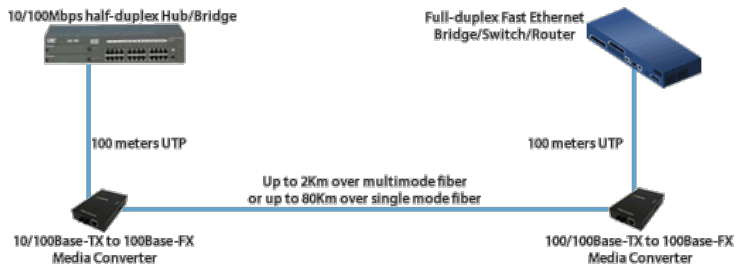 10/100Mbps half-duplex Hub/Bridge
Full-duplex Fast Ethernet
Bridge/Switch/Router
100 meters UTP
100 meters UTP
Up to 2Km over multimode fiber
or up to 80Km over single mode fiber
10/100Base-TX to 100Base-FX
Media Converter
100/100Base-TX to 100Base-FX
Media Converter